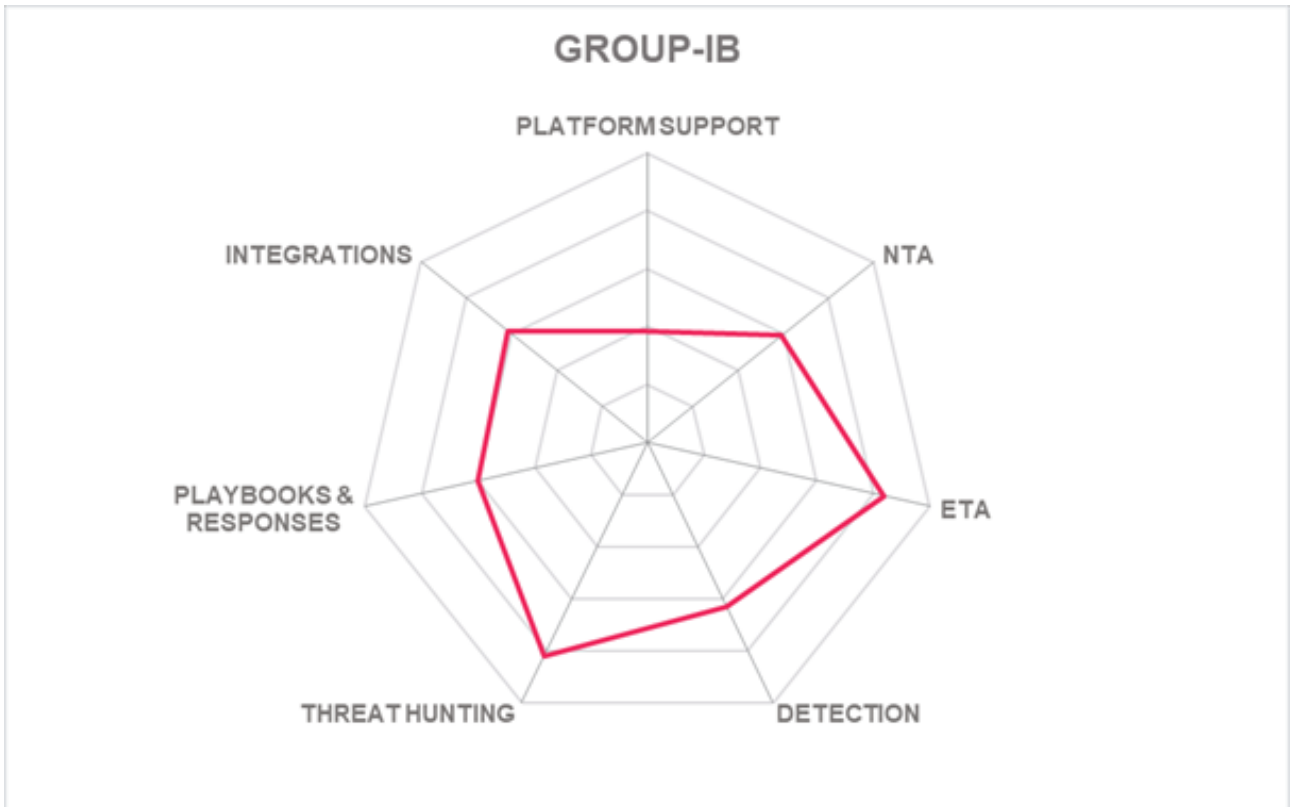 GROUP-IB
PLATFORM SUPPORT
INTEGRATIONS
NTA
PLAYBOOKS &
RESPONSES
ETA
THREAT HUNTING
DETECTION